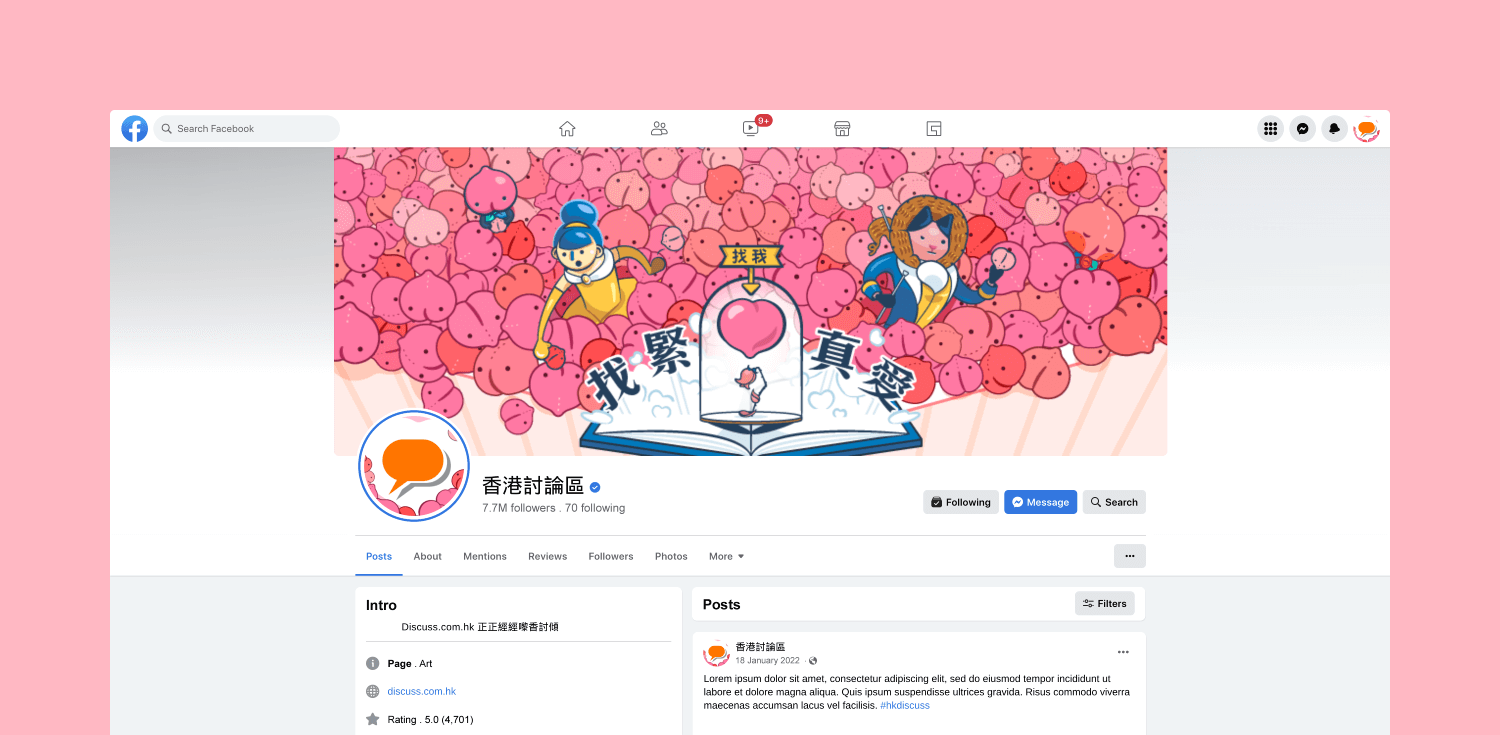 Search Facebook
9+
找我
找緊
真愛
香港討論區
7.7M followers . 70 following
Following
Message
Search
Posts
About
Mentions
Reviews
Followers
Photos
More
Intro
Discuss.com.hk 正正經經嚟香討傾
Page . Art
discuss.com.hk
Rating . 5.0 (4,701)
Posts
Filters
香港討論區
18 January 2022 ·
Lorem ipsum dolor sit amet, consectetur adipiscing elit, sed do eiusmod tempor incididunt ut
labore et dolore magna aliqua. Quis ipsum suspendisse ultrices gravida. Risus commodo viverra
maecenas accumsan lacus vel facilisis. #hkdiscuss